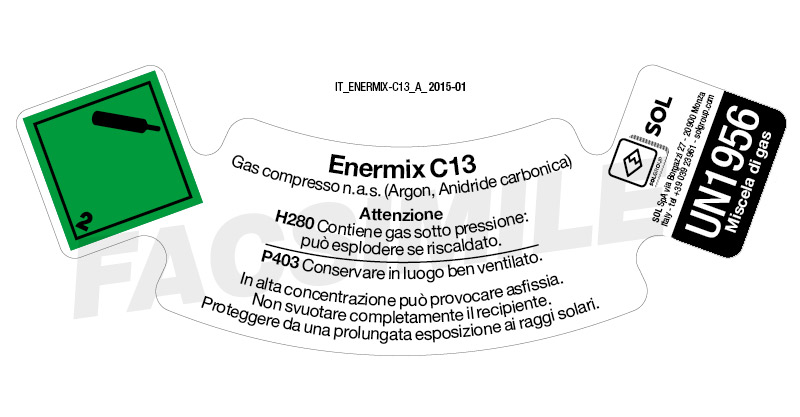 IT_ENERMIX-C13_A_ 2015-01
Enermix C13
Gas compresso n.a.s. (Argon, Anidride carbonica)
Attenzione
H280 Contiene gas sotto pressione:
può esplodere se riscaldato.
P403 Conservare in luogo ben ventilato.
In alta concentrazione può provocare asfissia.
Non svuotare completamente il recipiente.
Proteggere da una prolungata esposizione ai raggi solari.
2
SOL
SOLGROUP
SOL SpA via Borgazzi 27 - 20900 Monza
Italy - tel +39 039 23961 - solgroup.com
UN1956
Miscela di gas
FACSIMILE